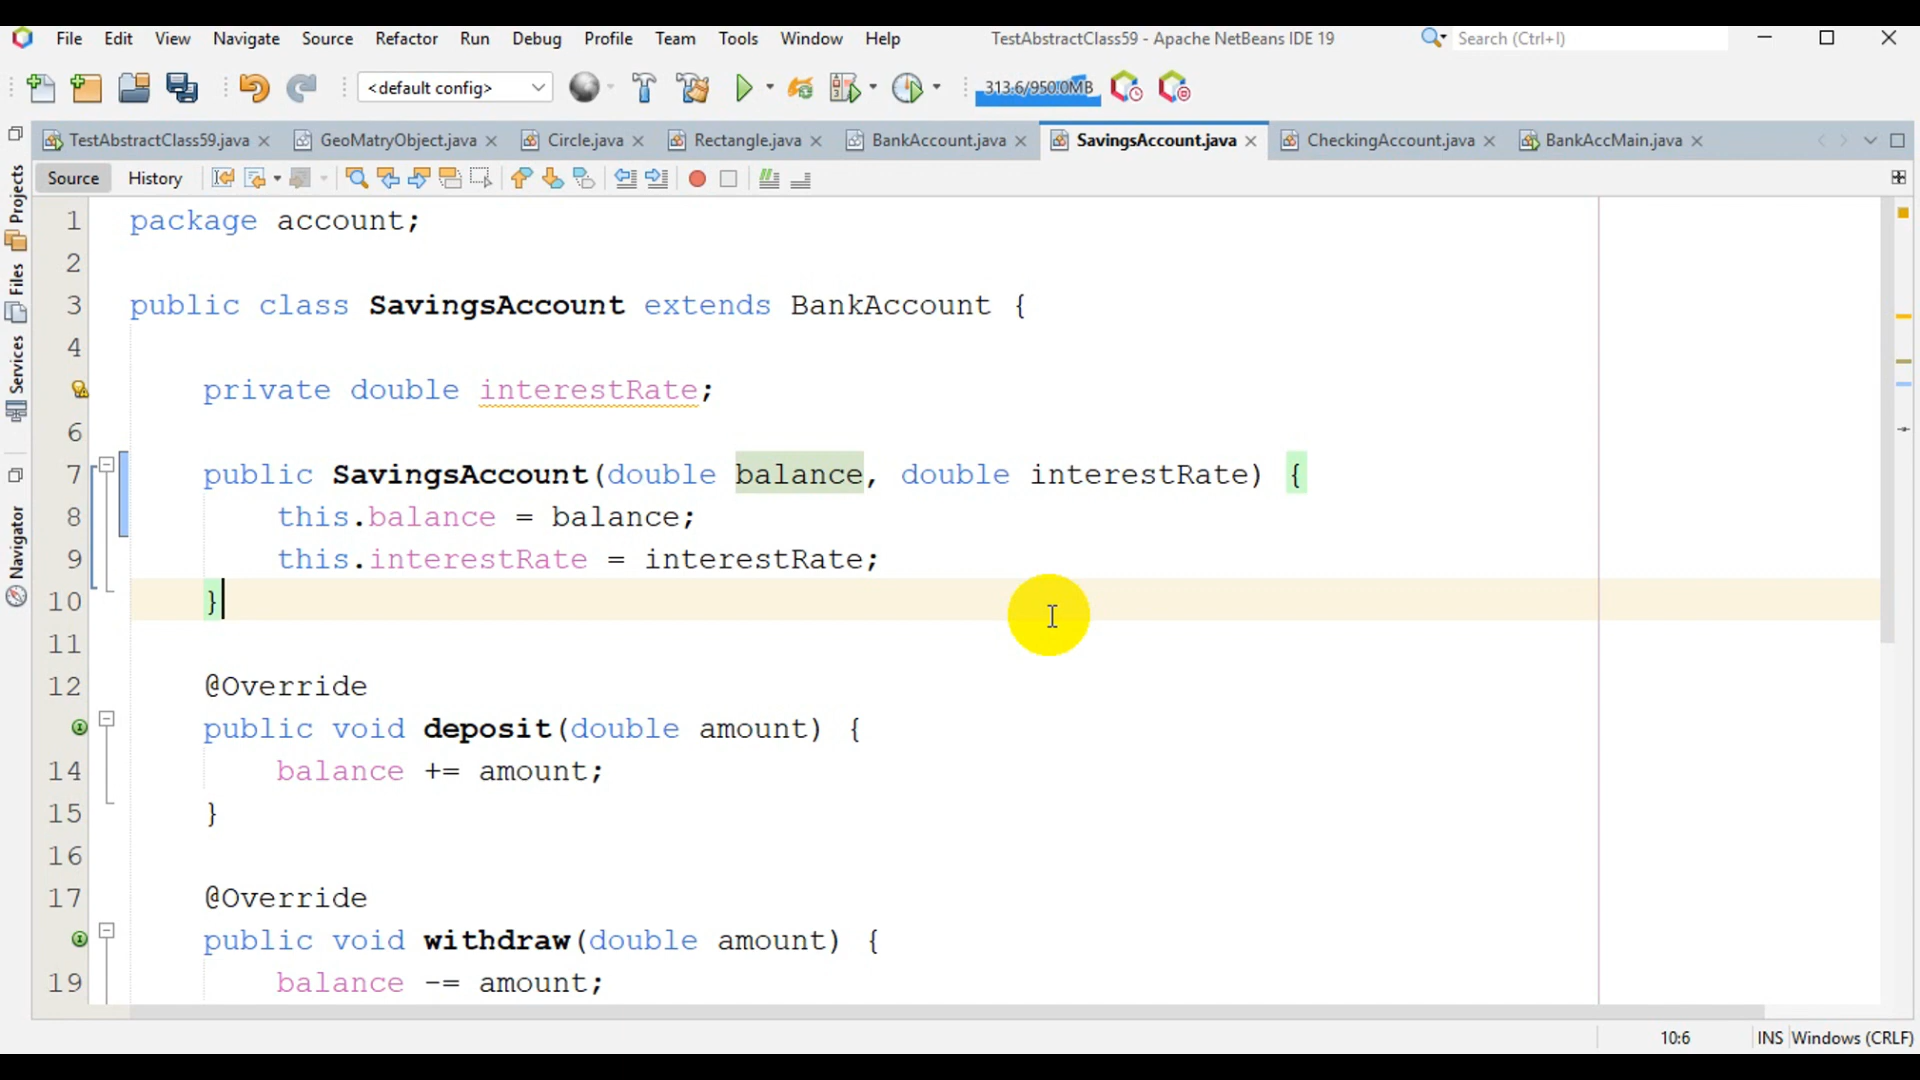 File Edit View Navigate Source Refactor Run Debug Profile Team Tools Window Help TestAbstractClass59 - Apache NetBeans IDE 19 Search (Ctrl+I)
<default config> 313.6/950.0MB
TestAbstractClass59.java GeoMatryObject.java Circle.java Rectangle.java BankAccount.java SavingsAccount.java CheckingAccount.java BankAccMain.java
Source History
Projects
Files
Services
Navigator
1 package account;
2
3 public class SavingsAccount extends BankAccount {
4
private double interestRate;
6
7 public SavingsAccount(double balance, double interestRate) {
8 this.balance = balance;
9 this.interestRate = interestRate;
10 }
11
12 @Override
public void deposit(double amount) {
14 balance += amount;
15 }
16
17 @Override
public void withdraw(double amount) {
19 balance -= amount;
10:6 INS Windows (CRLF)